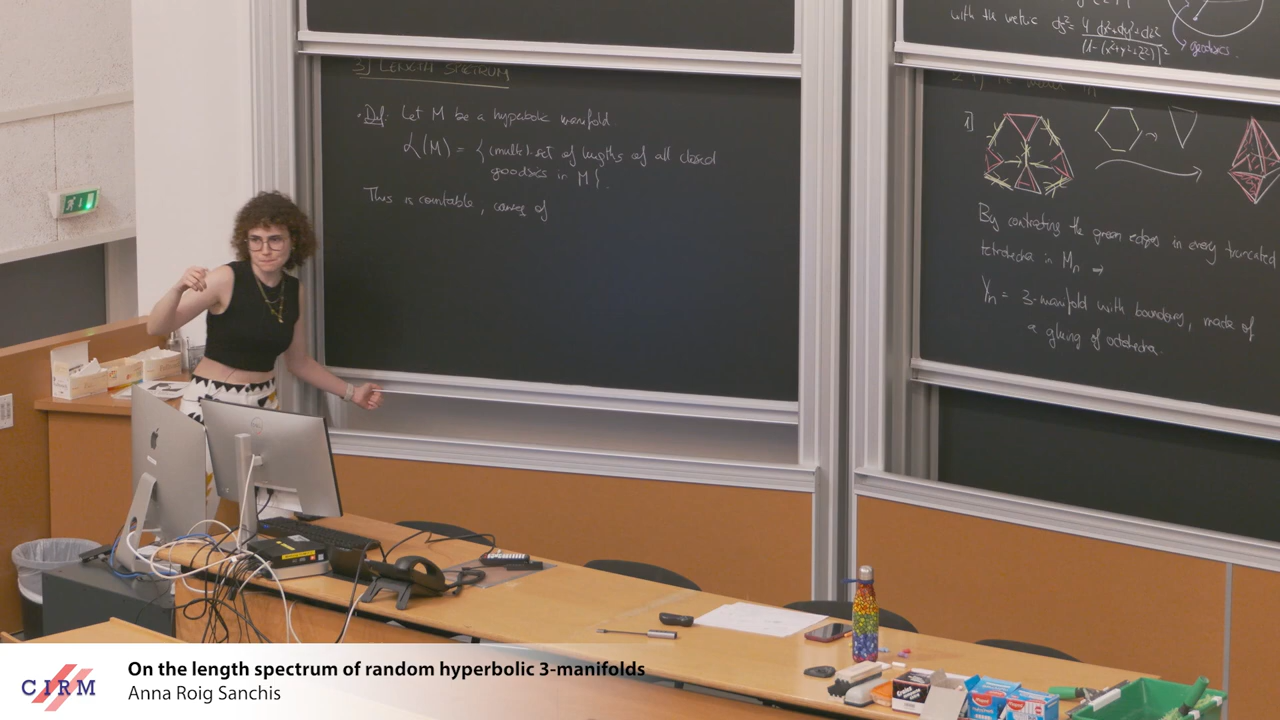 3) LENGTH SPECTRUM
• Def: Let M be a hyperbolic manifold.
L(M) = { (multi)-set of lengths of all closed
geodesics in M }.
This is countable, comes of
with the metric ds² = 4 dx²+dy²+dz² / (1-(x²+y²+z²))²
geodesics.
1]
By contracting the green edges in every truncated
tetrahedra in Mn →
Yn = 3-manifold with boundary, made of
a gluing of octahedra.
CIRM
On the length spectrum of random hyperbolic 3-manifolds
Anna Roig Sanchis